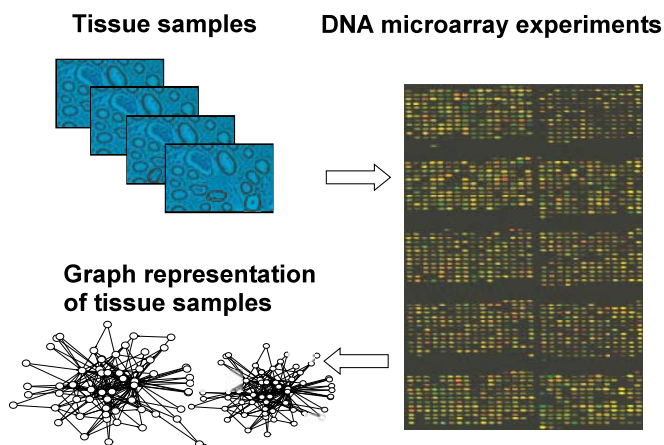 Tissue samples
DNA microarray experiments
Graph representation
of tissue samples